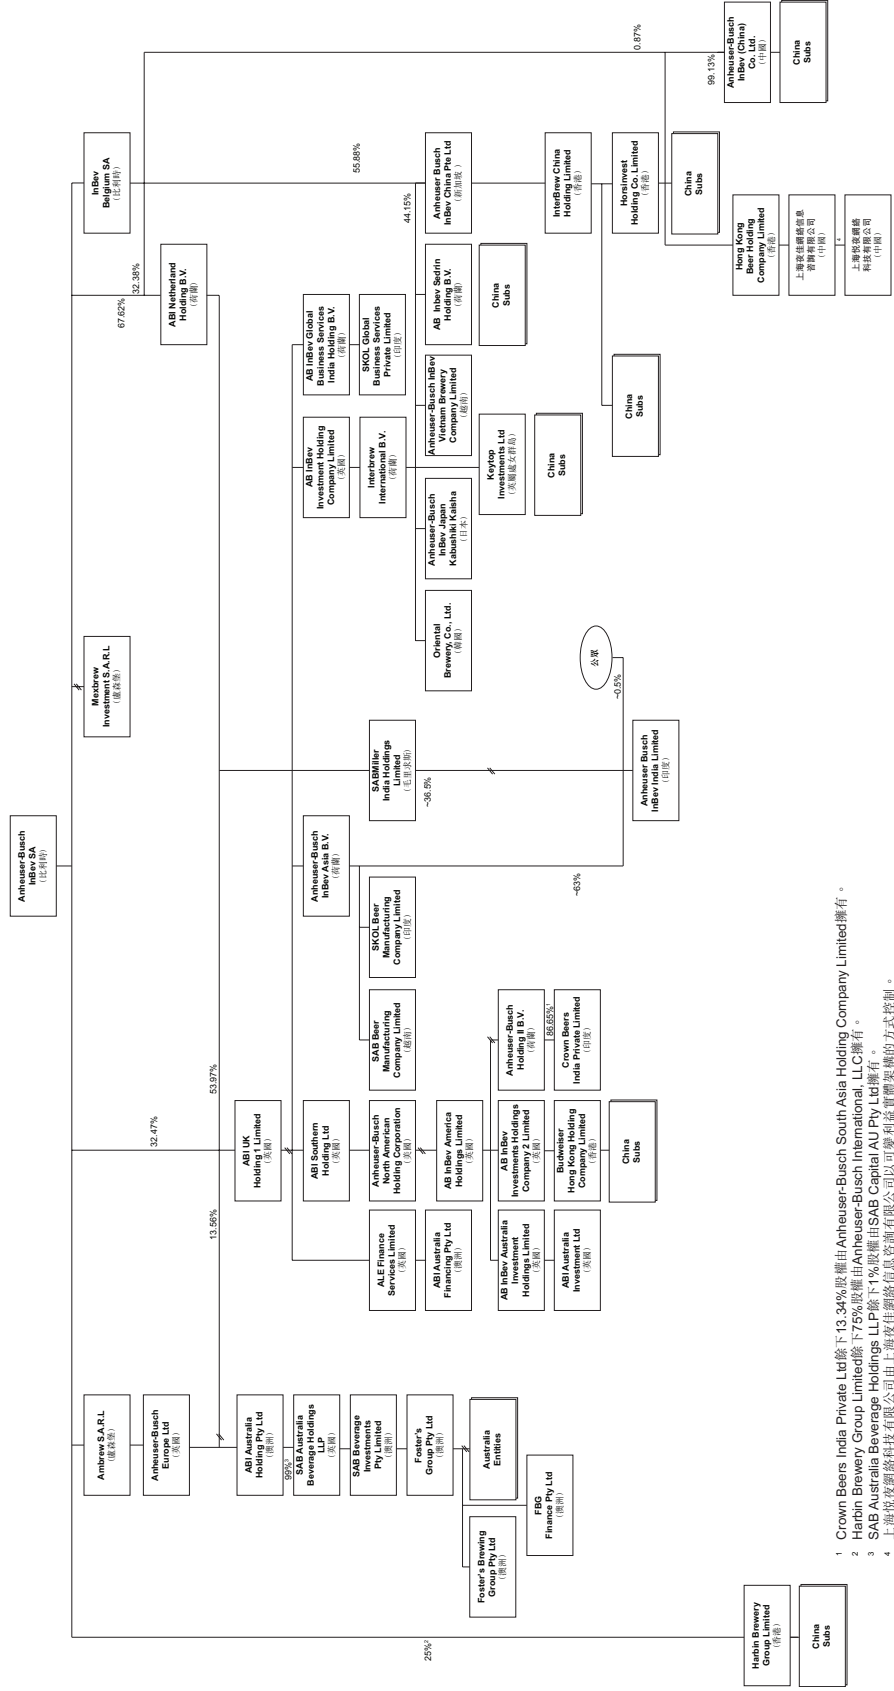 Anheuser-Busch
InBev SA
(比利時)
Ambrew S.A.R.L
(盧森堡)
Mexbrew
Investment S.A.R.L
(盧森堡)
InBev
Belgium SA
(比利時)
Anheuser-Busch
Europe Ltd
(英國)
32.47%
67.62%
32.38%
ABI Netherland
Holding B.V.
(荷蘭)
13.56%
53.97%
ABI Australia
Holding Pty Ltd
(澳洲)
99%3
SAB Australia
Beverage Holdings
LLP
(英國)
SAB Beverage
Investments
Pty Limited
(澳洲)
Foster's
Group Pty Ltd
(澳洲)
Australia
Entities
Foster's Brewing
Group Pty Ltd
(澳洲)
FBG
Finance Pty Ltd
(澳洲)
ABI UK
Holding 1 Limited
(英國)
ABI Southern
Holding Ltd
(英國)
Anheuser-Busch
InBev Asia B.V.
(荷蘭)
AB InBev
Investment Holding
Company Limited
(英國)
AB InBev Global
Business Services
India Holding B.V.
(荷蘭)
ALE Finance
Services Limited
(英國)
Anheuser-Busch
North American
Holding Corporation
(英國)
SAB Beer
Manufacturing
Company Limited
(越南)
SKOL Beer
Manufacturing
Company Limited
(印度)
SABMiller
India Holdings
Limited
(毛里求斯)
~36.5%
Interbrew
International B.V.
(荷蘭)
SKOL Global
Business Services
Private Limited
(印度)
ABI Australia
Financing Pty Ltd
(澳洲)
AB InBev America
Holdings Limited
(英國)
Oriental
Brewery, Co., Ltd.
(韓國)
Anheuser-Busch
InBev Japan
Kabushiki Kaisha
(日本)
Anheuser-Busch InBev
Vietnam Brewery
Company Limited
(越南)
AB Inbev Sedrin
Holding B.V.
(荷蘭)
44.15%
55.88%
Anheuser Busch
InBev China Pte Ltd
(新加坡)
AB InBev Australia
Investment
Holdings Limited
(英國)
AB InBev
Investments Holdings
Company 2 Limited
(英國)
Anheuser-Busch
Holding II B.V.
(荷蘭)
Keytop
Investments Ltd
(英屬處女群島)
China
Subs
ABI Australia
Investment Ltd
(英國)
Budweiser
Hong Kong Holding
Company Limited
(香港)
86.65%1
Crown Beers
India Private Limited
(印度)
China
Subs
InterBrew China
Holding Limited
(香港)
China
Subs
~63%
公眾
~0.5%
Anheuser Busch
InBev India Limited
(印度)
China
Subs
Horsinvest
Holding Co. Limited
(香港)
China
Subs
0.87%
99.13%
Anheuser-Busch
InBev (China)
Co. Ltd.
(中國)
China
Subs
Hong Kong
Beer Holding
Company Limited
(香港)
上海夜佳網絡信息
咨詢有限公司
(中國)
4
上海悦夜網絡
科技有限公司
(中國)
25%2
Harbin Brewery
Group Limited
(香港)
China
Subs
1 Crown Beers India Private Ltd餘下13.34%股權由Anheuser-Busch South Asia Holding Company Limited擁有。
2 Harbin Brewery Group Limited餘下75%股權由Anheuser-Busch International, LLC擁有。
3 SAB Australia Beverage Holdings LLP餘下1%股權由SAB Capital AU Pty Ltd擁有。
4 上海悦夜網絡科技有限公司由上海夜佳網絡信息咨詢有限公司以可變利益實體架構的方式控制。